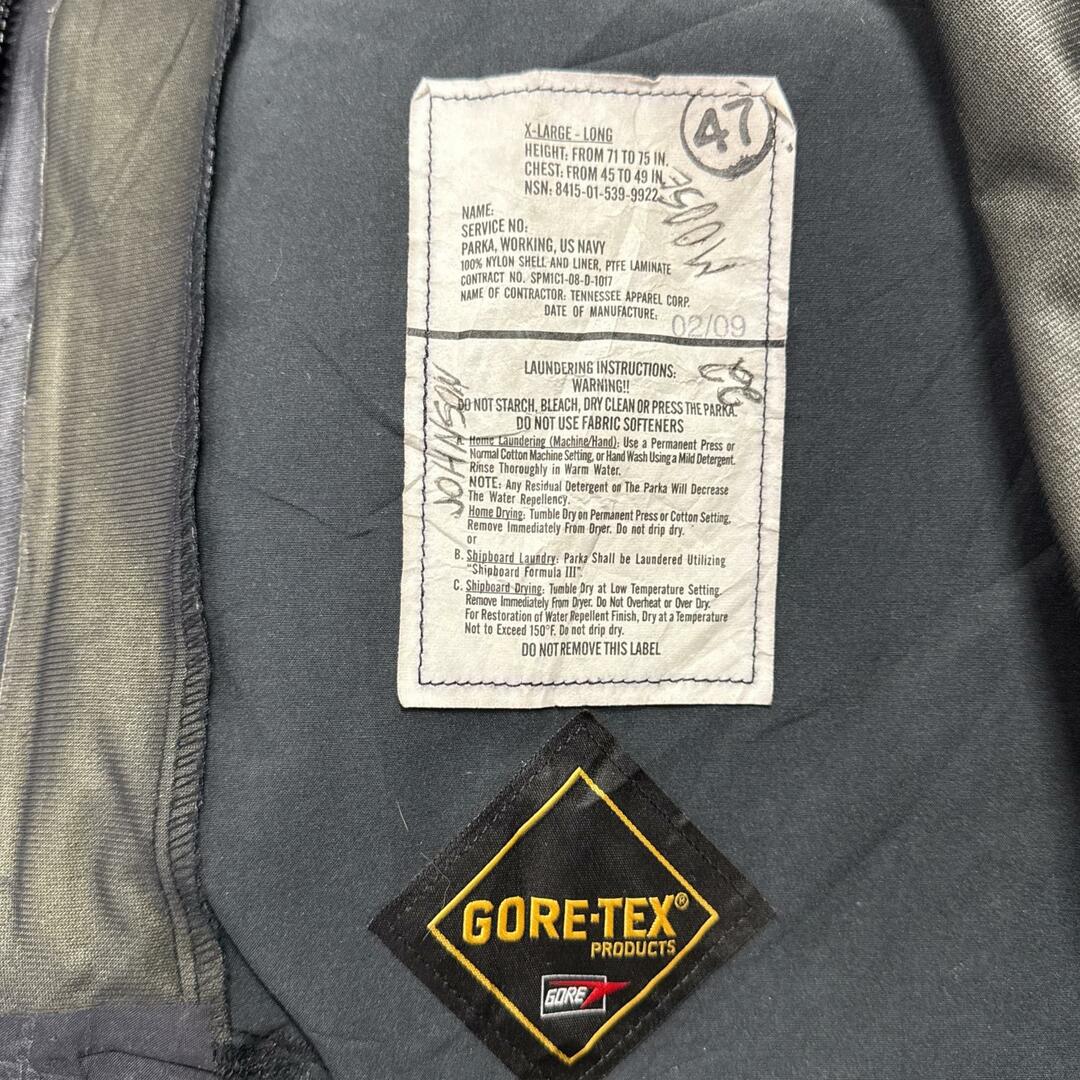 47
X-LARGE - LONG
HEIGHT: FROM 71 TO 75 IN.
CHEST: FROM 45 TO 49 IN.
NSN: 8415-01-539-9922
NAME:
SERVICE NO:
PARKA, WORKING, US NAVY
100% NYLON SHELL AND LINER, PTFE LAMINATE
CONTRACT NO. SPM1C1-08-D-1017
NAME OF CONTRACTOR: TENNESSEE APPAREL CORP.
DATE OF MANUFACTURE:
02/09
LAUNDERING INSTRUCTIONS:
WARNING!!
DO NOT STARCH, BLEACH, DRY CLEAN OR PRESS THE PARKA.
DO NOT USE FABRIC SOFTENERS
A. Home Laundering (Machine/Hand): Use a Permanent Press or
Normal Cotton Machine Setting, or Hand Wash Using a Mild Detergent.
Rinse Thoroughly in Warm Water.
NOTE: Any Residual Detergent on The Parka Will Decrease
The Water Repellency.
Home Drying: Tumble Dry on Permanent Press or Cotton Setting,
Remove Immediately From Dryer. Do not drip dry.
or
B. Shipboard Laundry: Parka Shall be Laundered Utilizing
"Shipboard Formula III".
C. Shipboard Drying: Tumble Dry at Low Temperature Setting.
Remove Immediately From Dryer. Do Not Overheat or Over Dry.
For Restoration of Water Repellent Finish, Dry at a Temperature
Not to Exceed 150°F. Do not drip dry.
DO NOT REMOVE THIS LABEL
JOHNSON
GORE-TEX®
PRODUCTS
GORE